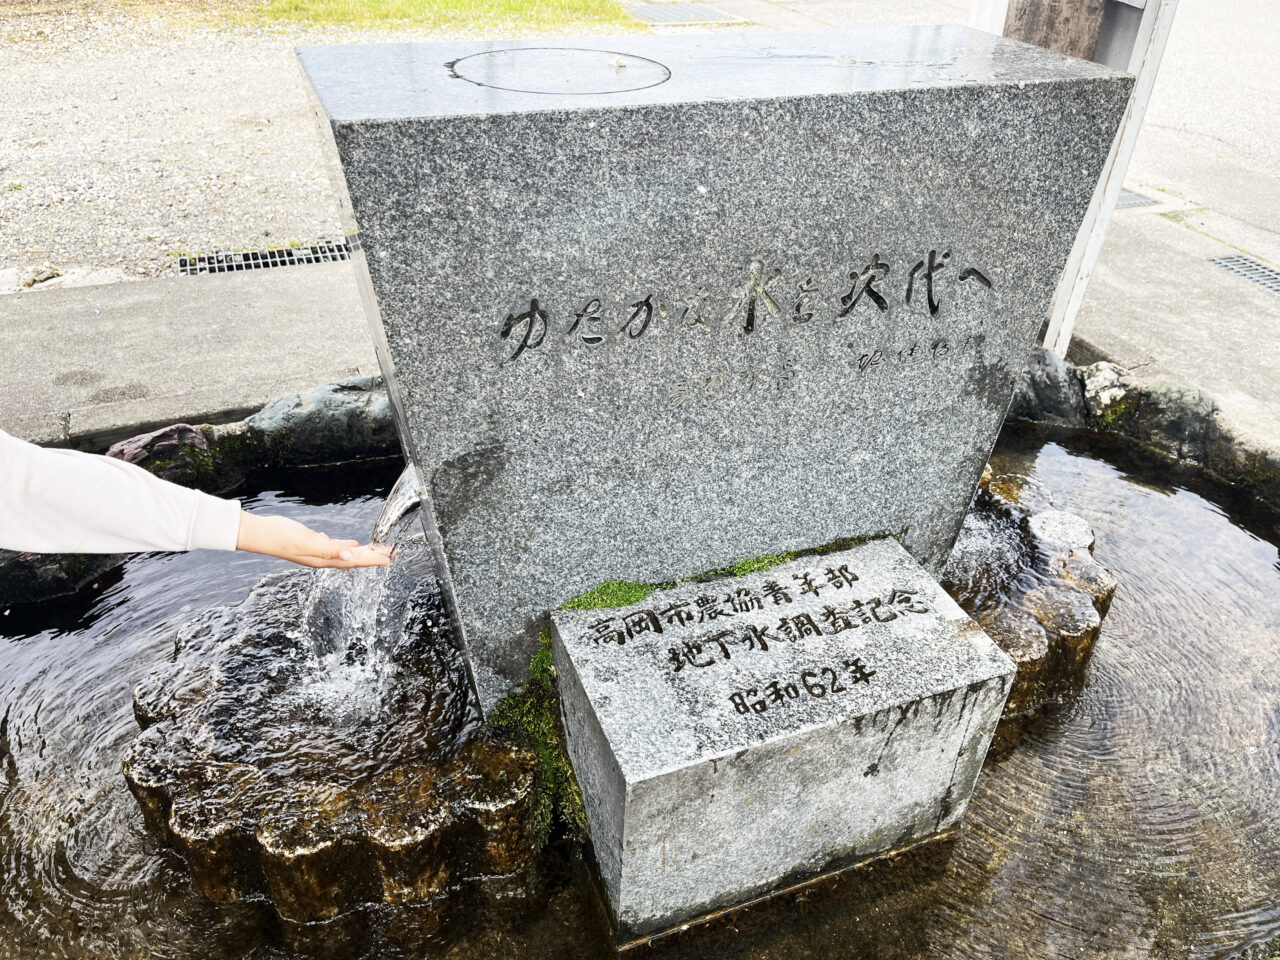 ゆたかな水を次代へ
高岡市農協青年部
地下水調査記念
昭和62年